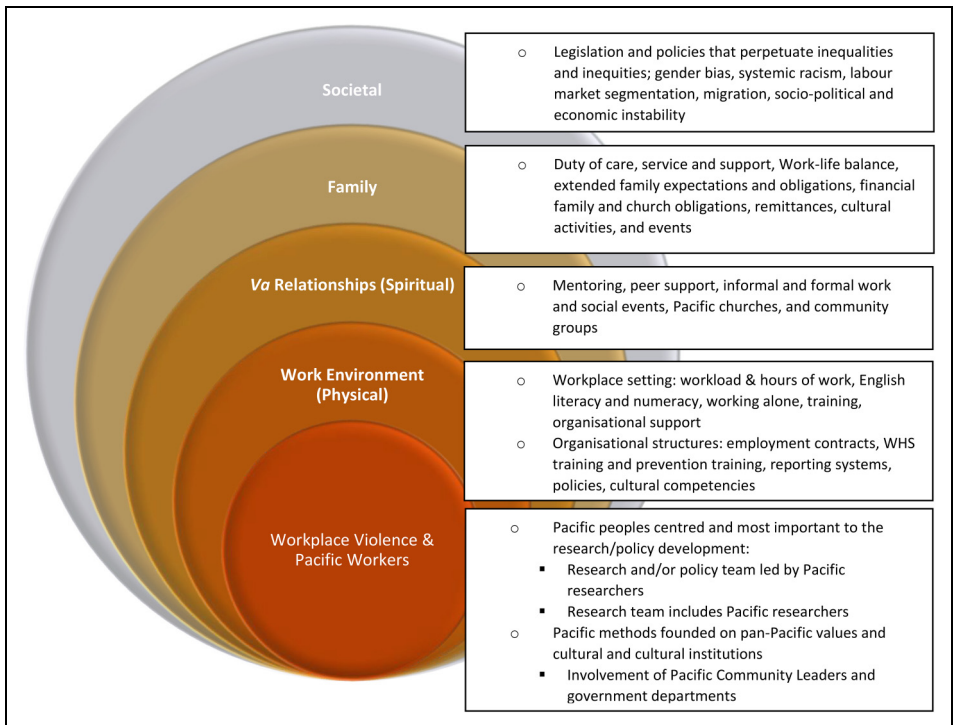 Societal
○ Legislation and policies that perpetuate inequalities
and inequities; gender bias, systemic racism, labour
market segmentation, migration, socio-political and
economic instability
Family
○ Duty of care, service and support, Work-life balance,
extended family expectations and obligations, financial
family and church obligations, remittances, cultural
activities, and events
Va Relationships (Spiritual)
○ Mentoring, peer support, informal and formal work
and social events, Pacific churches, and community
groups
Work Environment
(Physical)
○ Workplace setting: workload & hours of work, English
literacy and numeracy, working alone, training,
organisational support
○ Organisational structures: employment contracts, WHS
training and prevention training, reporting systems,
policies, cultural competencies
Workplace Violence &
Pacific Workers
○ Pacific peoples centred and most important to the
research/policy development:
▪ Research and/or policy team led by Pacific
researchers
▪ Research team includes Pacific researchers
○ Pacific methods founded on pan-Pacific values and
cultural and cultural institutions
▪ Involvement of Pacific Community Leaders and
government departments